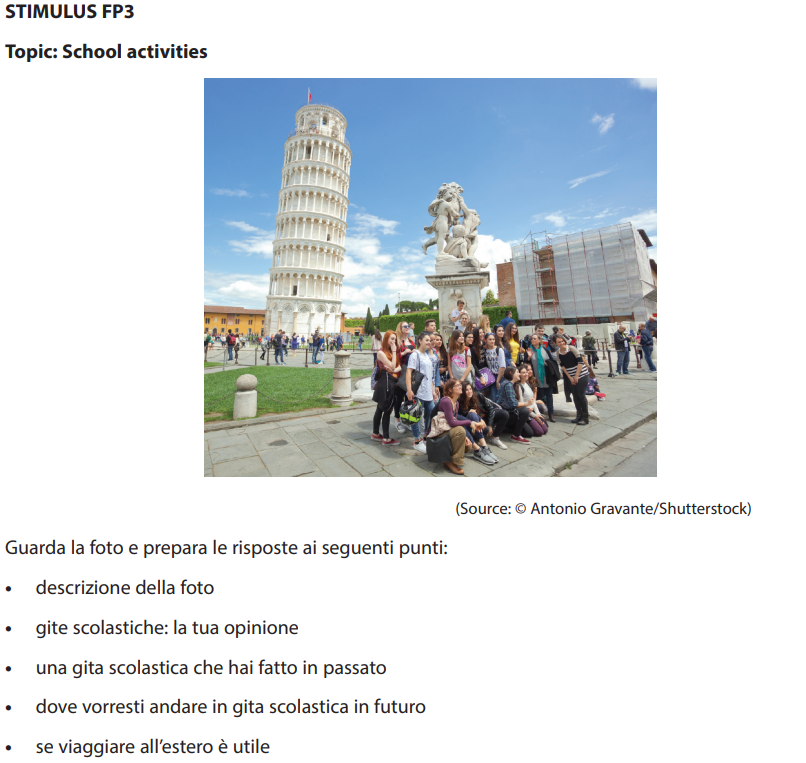 STIMULUS FP3
Topic: School activities
(Source: © Antonio Gravante/Shutterstock)
Guarda la foto e prepara le risposte ai seguenti punti:
• descrizione della foto
• gite scolastiche: la tua opinione
• una gita scolastica che hai fatto in passato
• dove vorresti andare in gita scolastica in futuro
• se viaggiare all’estero è utile